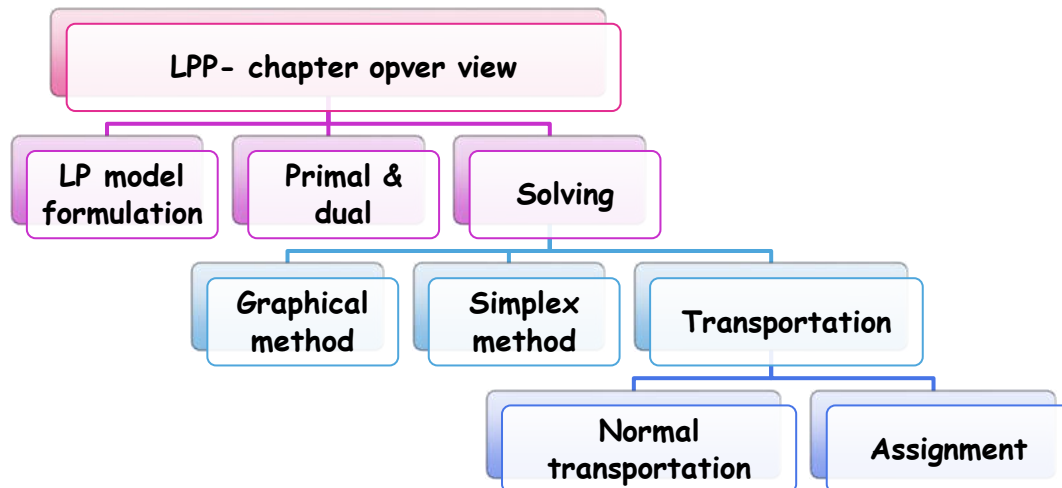 LPP- chapter opver view
LP model
formulation
Primal &
dual
Solving
Graphical
method
Simplex
method
Transportation
Normal
transportation
Assignment